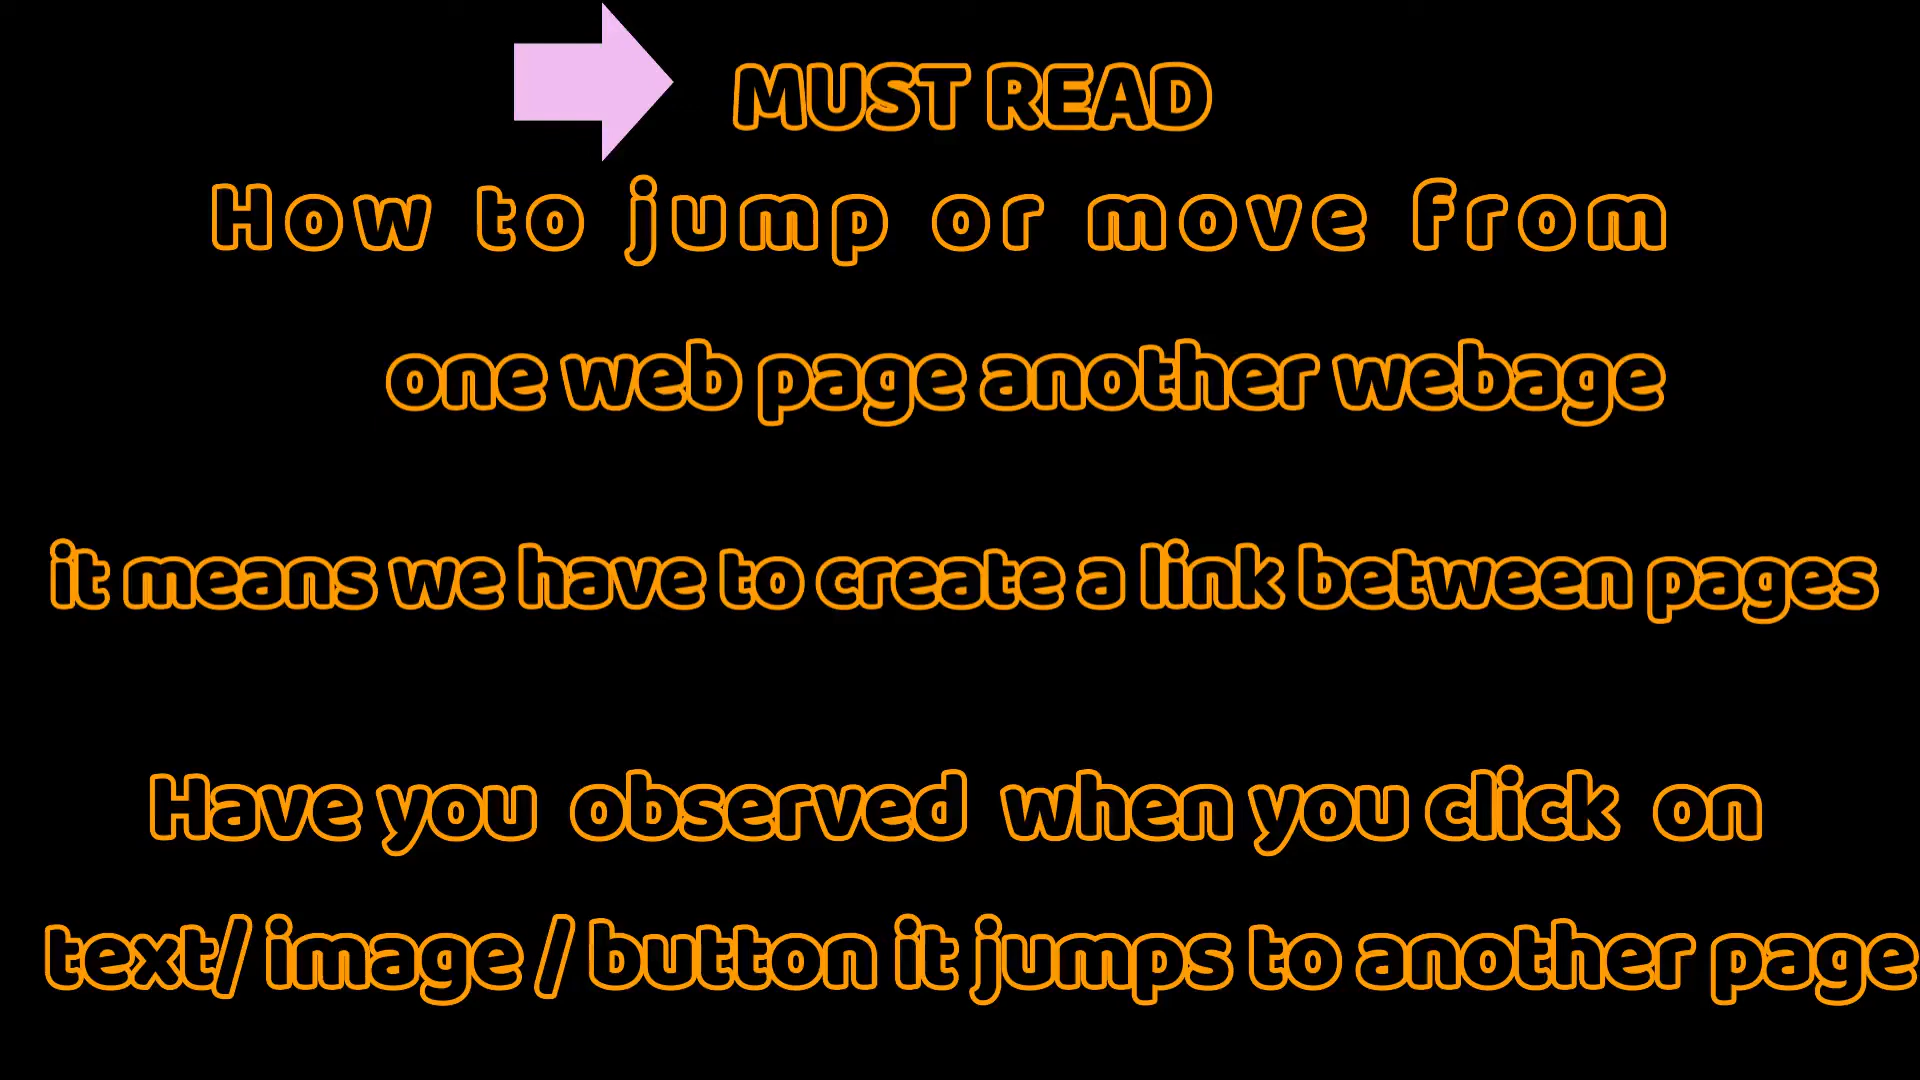 MUST READ
How to jump or move from
one web page another webage
it means we have to create a link between pages
Have you observed when you click on
text/ image / button it jumps to another page